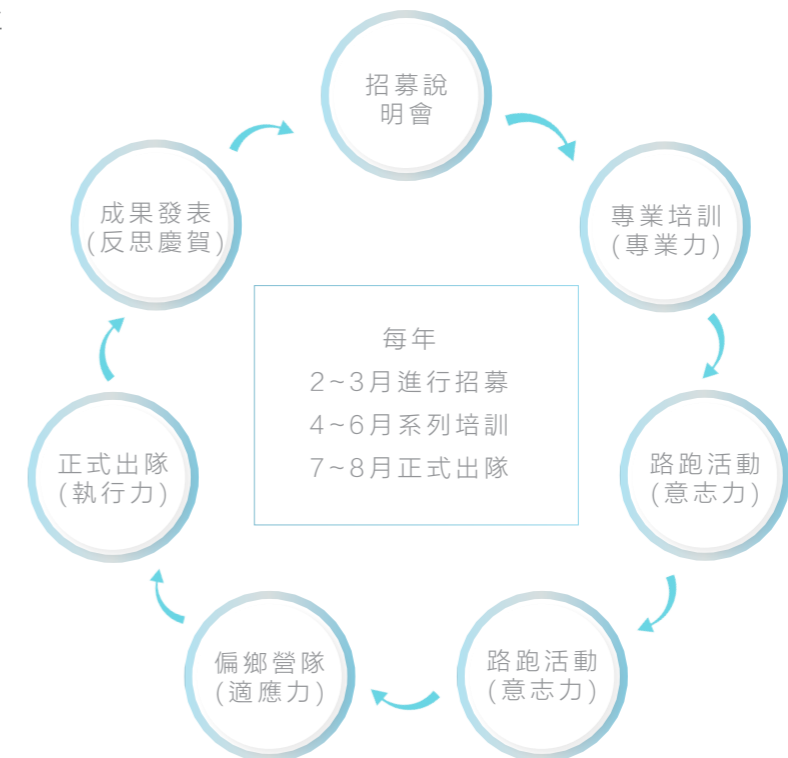 招募說
明會
專業培訓
(專業力)
路跑活動
(意志力)
路跑活動
(意志力)
偏鄉營隊
(適應力)
正式出隊
(執行力)
成果發表
(反思慶賀)
每年
2~3月進行招募
4~6月系列培訓
7~8月正式出隊